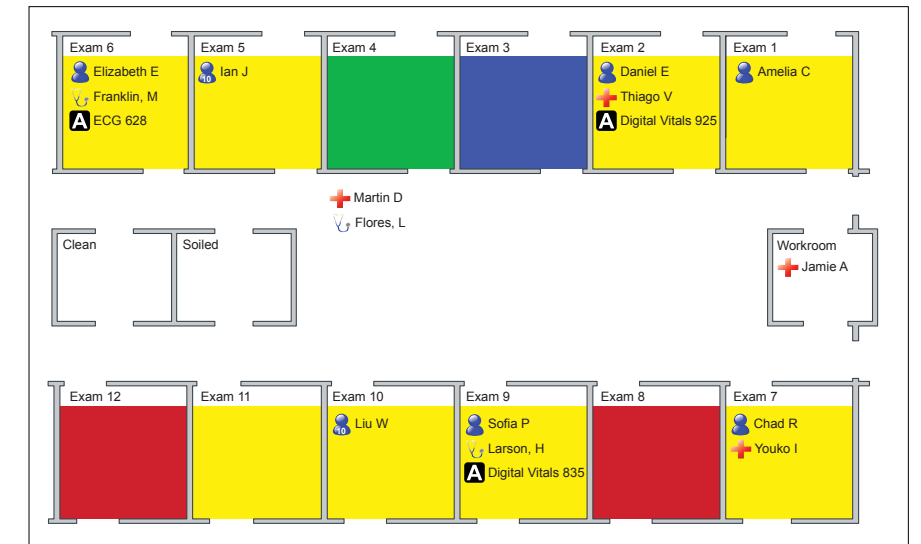 Exam 6
Exam 5
Exam 4
Exam 3
Exam 2
Exam 1
Elizabeth E
Franklin, M
A ECG 628
10 Ian J
Daniel E
Thiago V
A Digital Vitals 925
Amelia C
Martin D
Flores, L
Clean
Soiled
Workroom
Jamie A
Exam 12
Exam 11
Exam 10
Exam 9
Exam 8
Exam 7
10 Liu W
Sofia P
Larson, H
A Digital Vitals 835
Chad R
Youko I